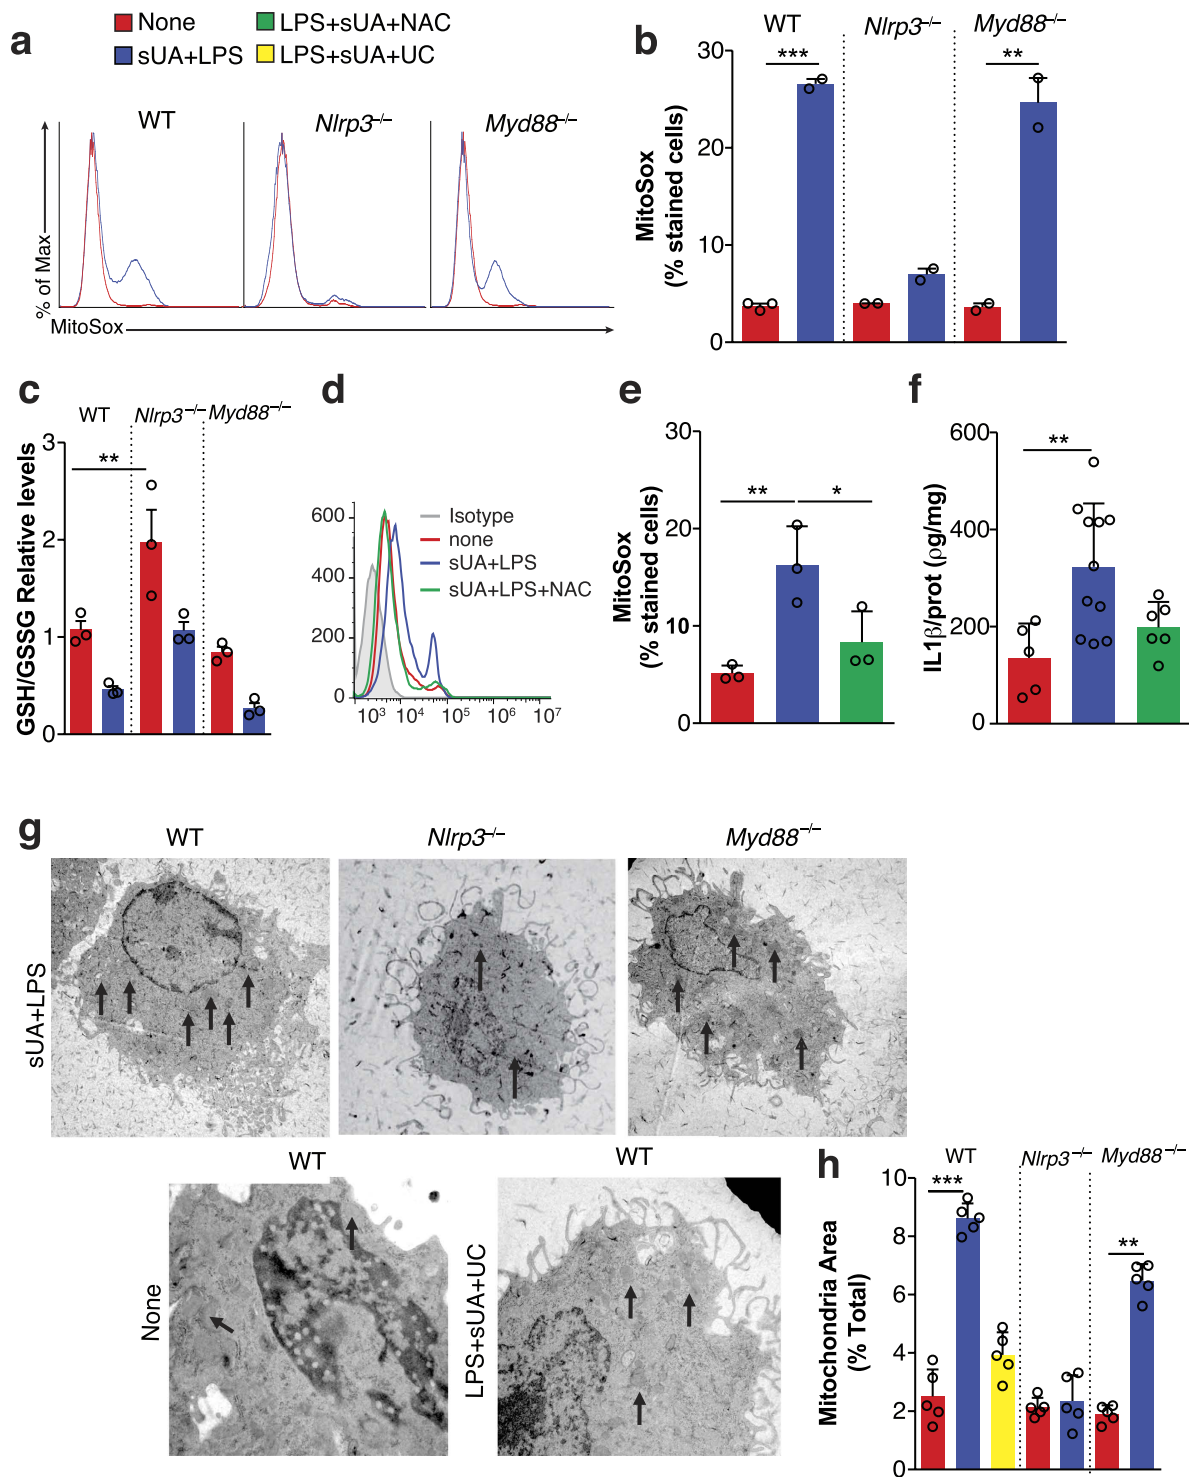 a
None
LPS+sUA+NAC
sUA+LPS
LPS+sUA+UC
WT
Nlrp3–/–
Myd88–/–
% of Max
MitoSox
b
WT
Nlrp3–/–
Myd88–/–
MitoSox
(% stained cells)
30
20
10
0
***
**
c
WT
Nlrp3–/–
Myd88–/–
GSH/GSSG Relative levels
3
2
1
0
**
d
600
400
200
0
10³ 10⁴ 10⁵ 10⁶ 10⁷
Isotype
none
sUA+LPS
sUA+LPS+NAC
e
MitoSox
(% stained cells)
30
20
10
0
** *
f
IL1β/prot (ρg/mg)
600
400
200
0
**
g
WT
Nlrp3–/–
Myd88–/–
sUA+LPS
WT
WT
None
LPS+sUA+UC
h
WT
Nlrp3–/–
Myd88–/–
Mitochondria Area
(% Total)
10
8
6
4
2
0
***
**